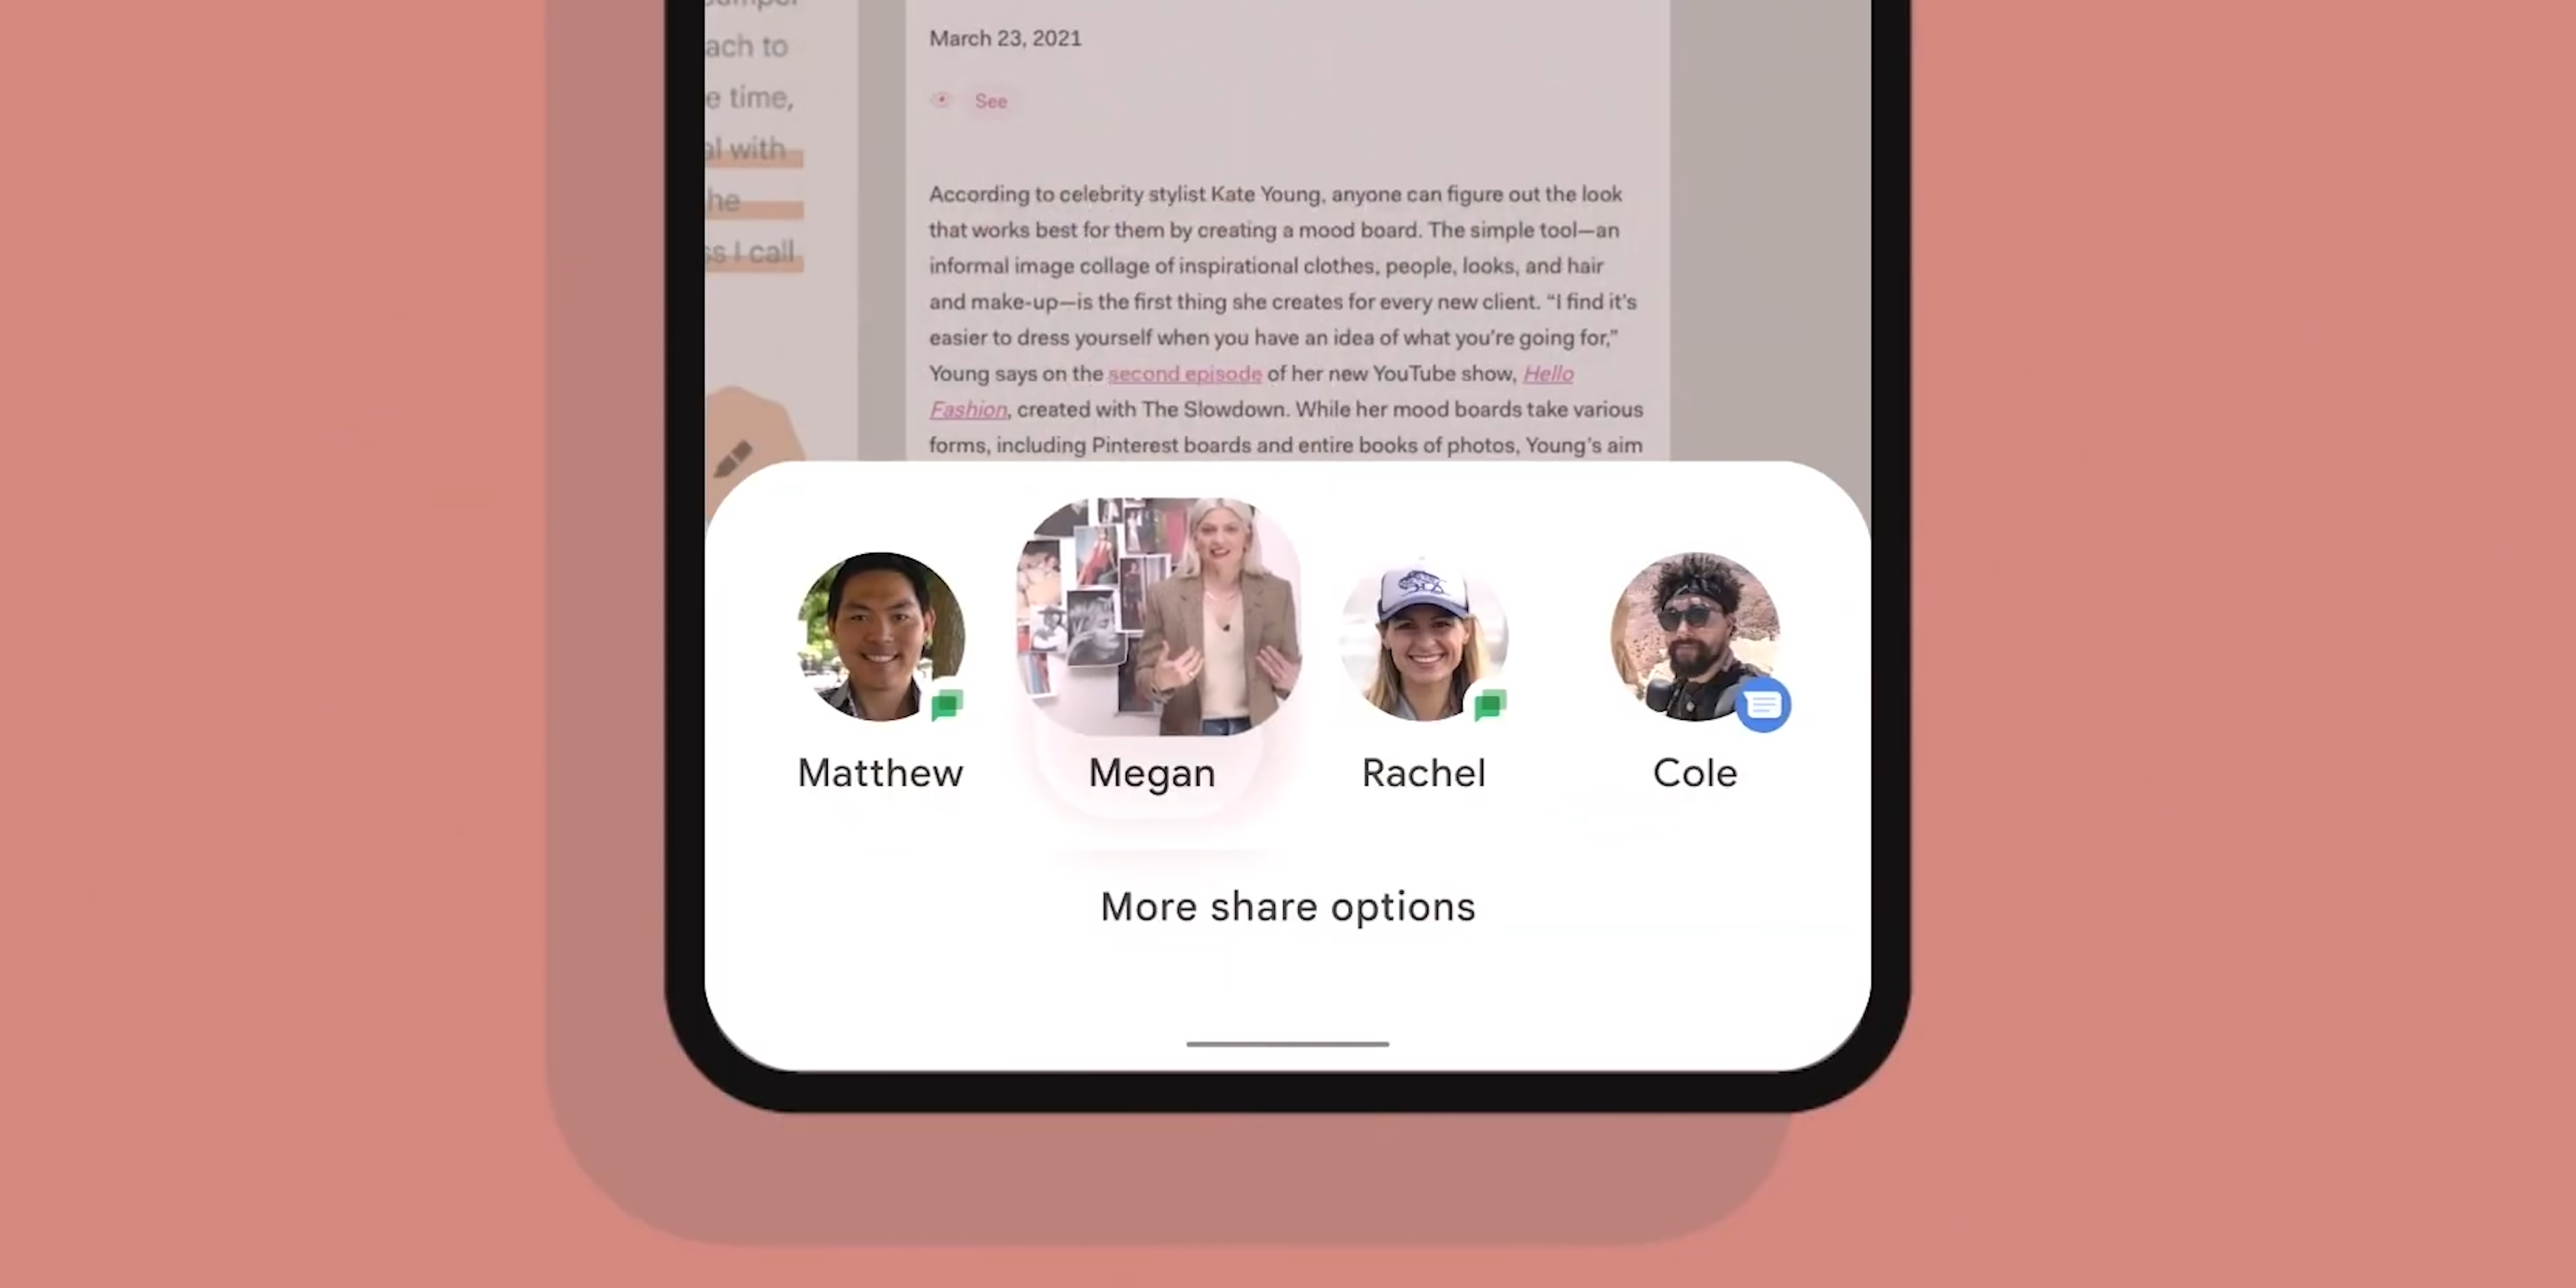 ach to
e time,
al with
he
ss I call
March 23, 2021
See
According to celebrity stylist Kate Young, anyone can figure out the look
that works best for them by creating a mood board. The simple tool—an
informal image collage of inspirational clothes, people, looks, and hair
and make-up—is the first thing she creates for every new client. “I find it’s
easier to dress yourself when you have an idea of what you’re going for,”
Young says on the second episode of her new YouTube show, Hello
Fashion, created with The Slowdown. While her mood boards take various
forms, including Pinterest boards and entire books of photos, Young’s aim
Matthew
Megan
Rachel
Cole
More share options